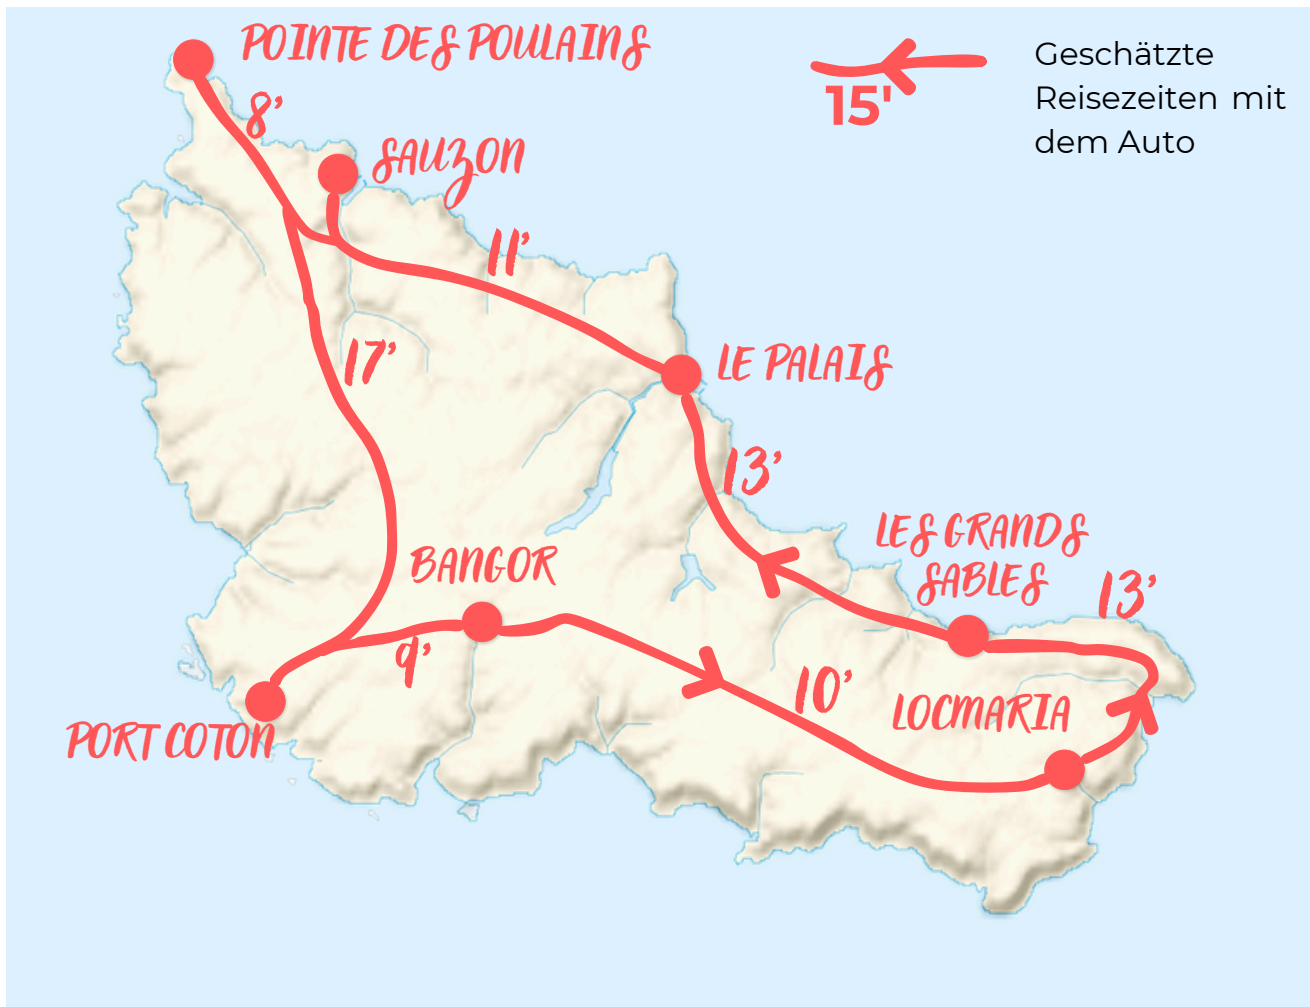 POINTE DES POULAINS
Geschätzte
Reisezeiten mit
dem Auto
15'
8'
SAUZON
11'
17'
LE PALAIS
13'
LES GRANDS
SABLES
13'
BANGOR
9'
10'
LOCMARIA
PORT COTON